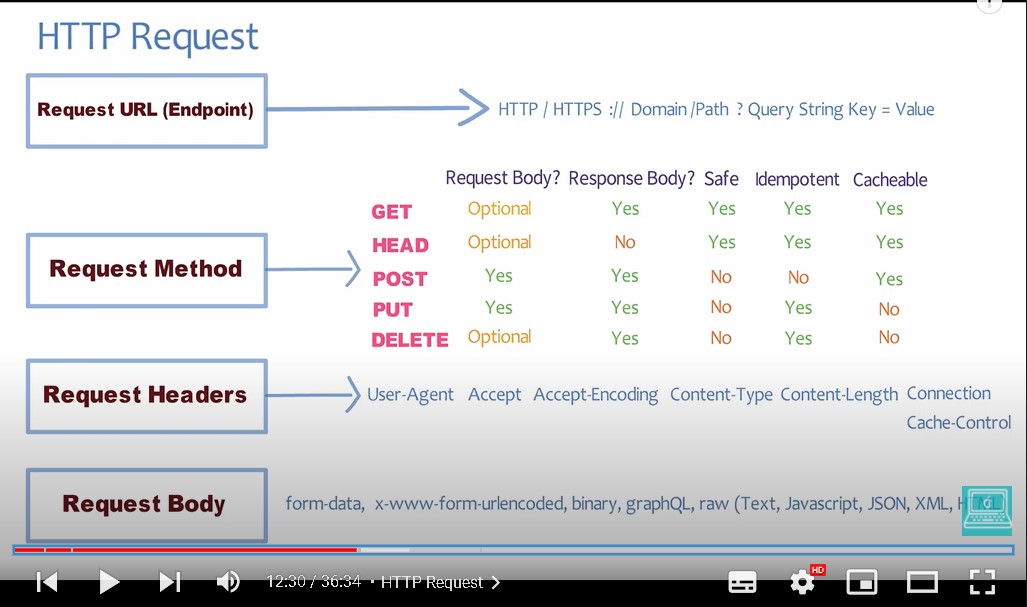 HTTP Request
Request URL (Endpoint)
HTTP / HTTPS :// Domain /Path ? Query String Key = Value
Request Body? Response Body? Safe Idempotent Cacheable
GET Optional Yes Yes Yes Yes
HEAD Optional No Yes Yes Yes
Request Method
POST Yes Yes No No Yes
PUT Yes Yes No Yes No
DELETE Optional Yes No Yes No
Request Headers
User-Agent Accept Accept-Encoding Content-Type Content-Length Connection
Cache-Control
Request Body
form-data, x-www-form-urlencoded, binary, graphQL, raw (Text, Javascript, JSON, XML,
12:30 / 36:34 • HTTP Request
HD